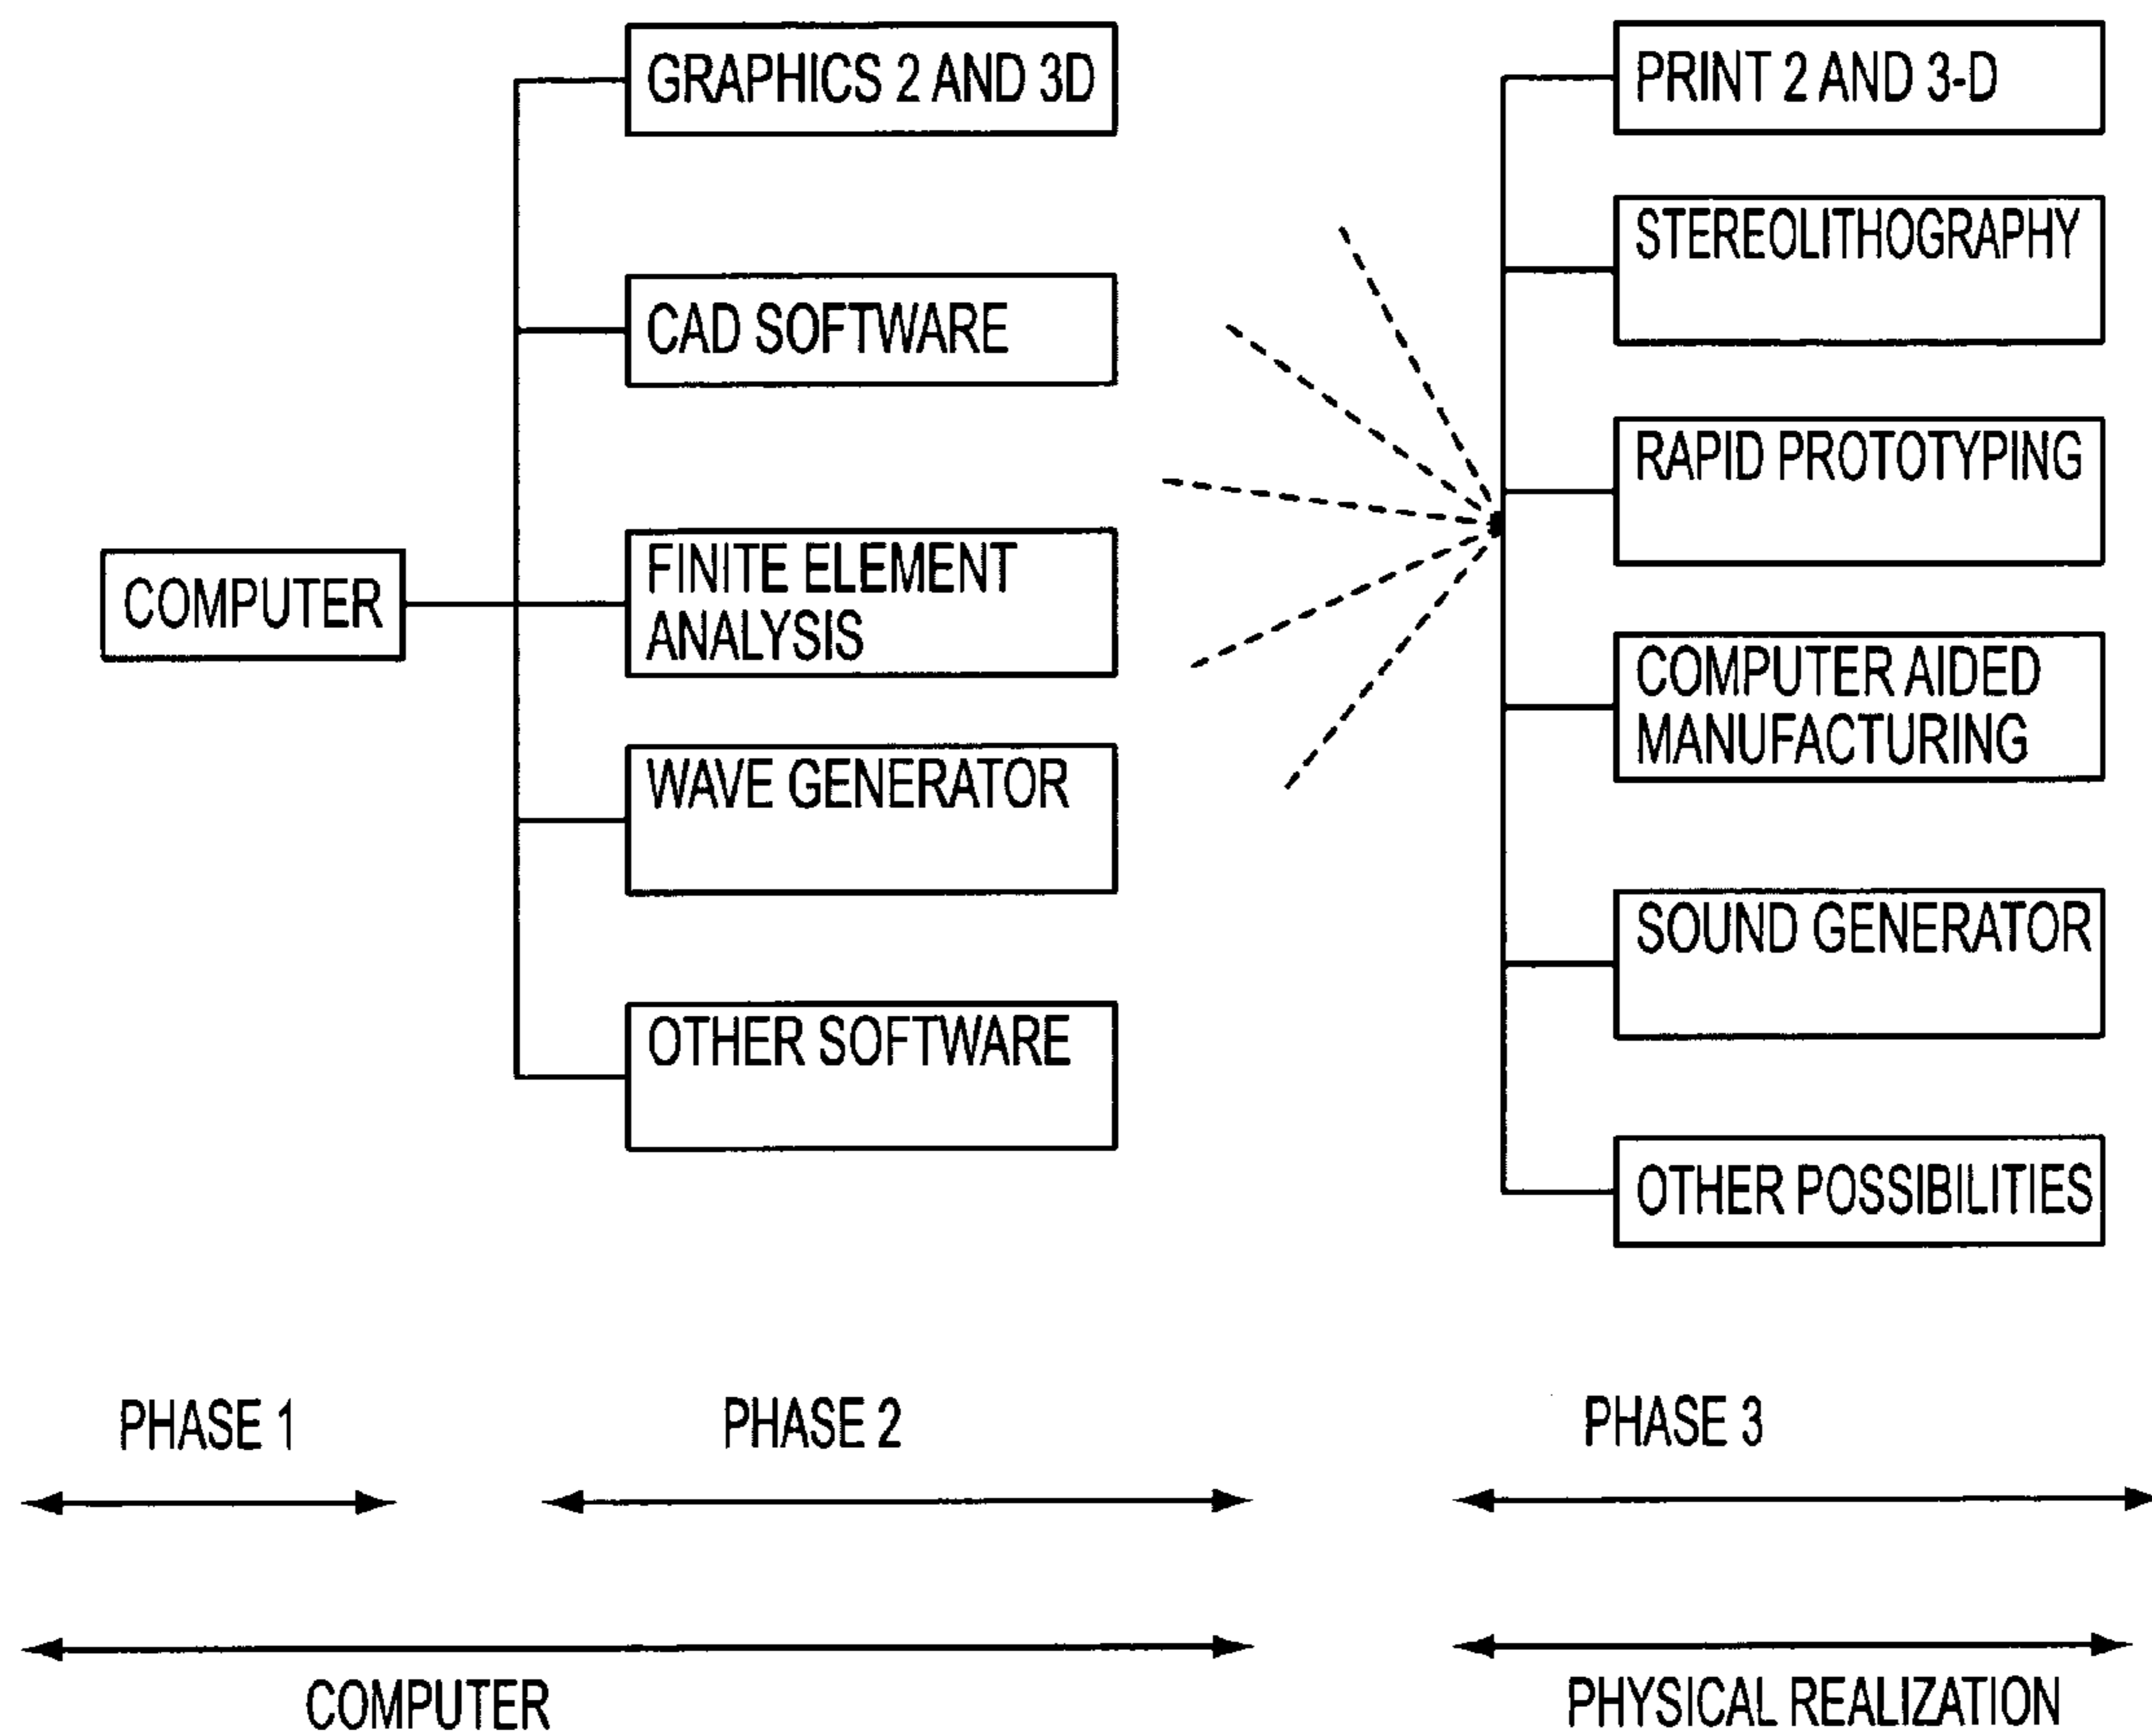 GRAPHICS 2 AND 3D
CAD SOFTWARE
COMPUTER
FINITE ELEMENT
ANALYSIS
WAVE GENERATOR
OTHER SOFTWARE
PRINT 2 AND 3-D
STEREOLITHOGRAPHY
RAPID PROTOTYPING
COMPUTER AIDED
MANUFACTURING
SOUND GENERATOR
OTHER POSSIBILITIES
PHASE 1
PHASE 2
PHASE 3
COMPUTER
PHYSICAL REALIZATION